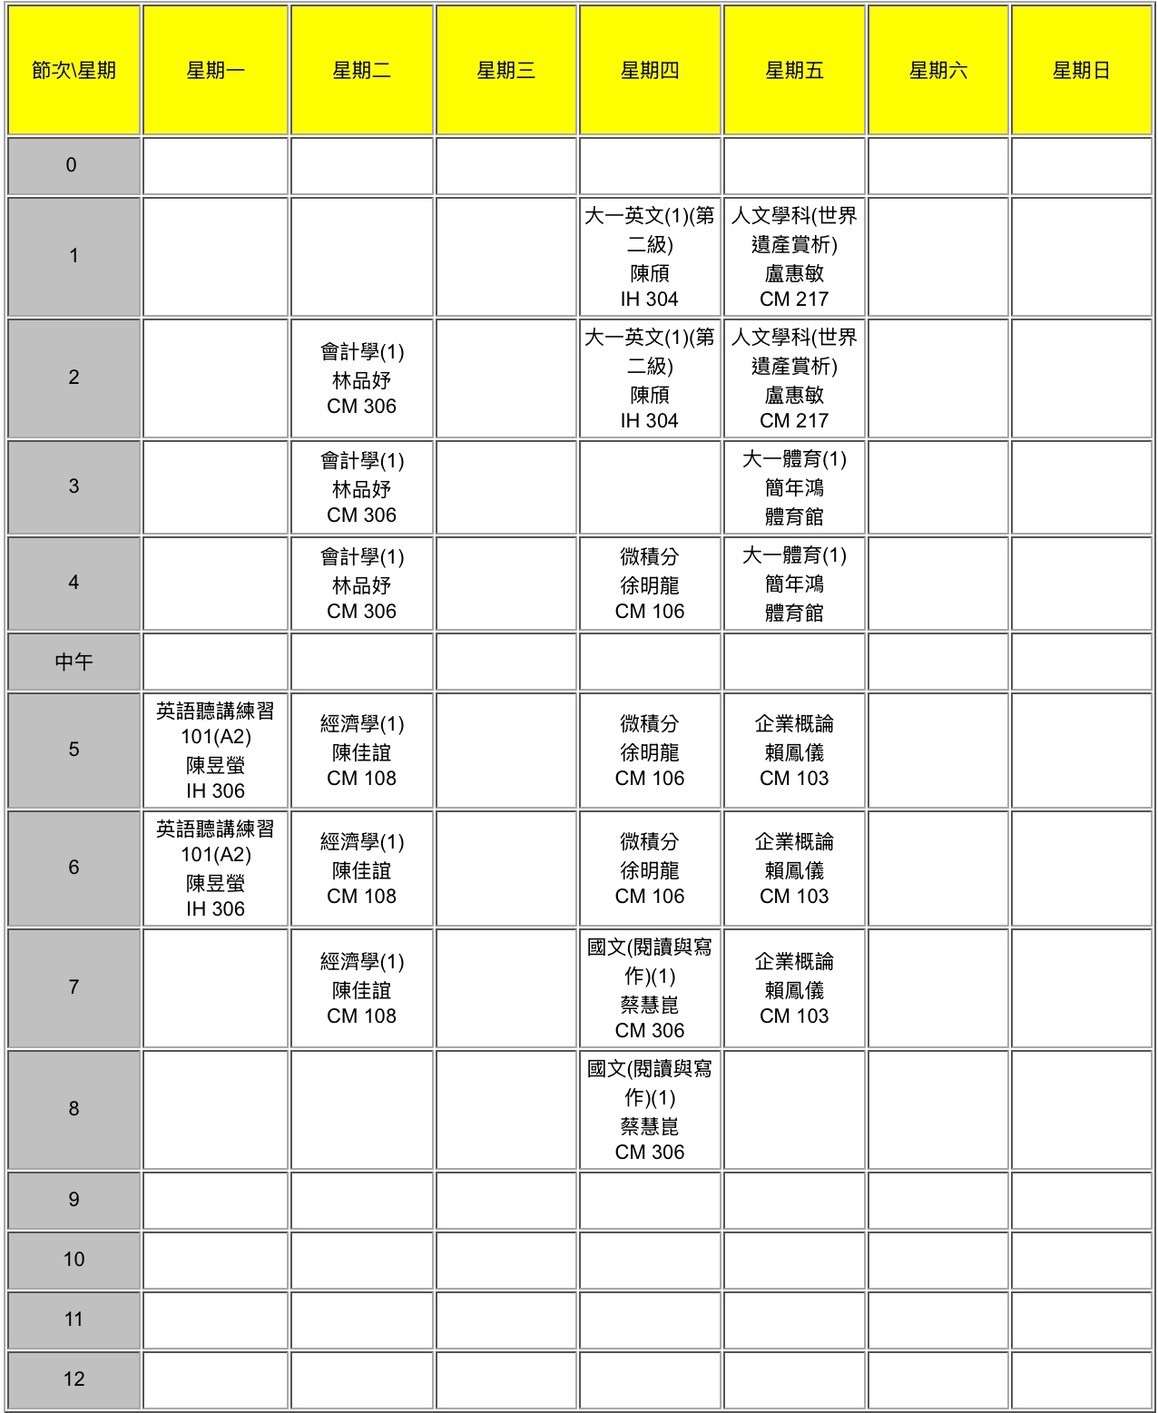 節次\星期 星期一 星期二 星期三 星期四 星期五 星期六 星期日
0
1
大一英文(1)(第
二級)
陳頎
IH 304
人文學科(世界
遺產賞析)
盧惠敏
CM 217
2
會計學(1)
林品妤
CM 306
大一英文(1)(第
二級)
陳頎
IH 304
人文學科(世界
遺產賞析)
盧惠敏
CM 217
3
會計學(1)
林品妤
CM 306
大一體育(1)
簡年鴻
體育館
4
會計學(1)
林品妤
CM 306
微積分
徐明龍
CM 106
大一體育(1)
簡年鴻
體育館
中午
5
英語聽講練習
101(A2)
陳昱螢
IH 306
經濟學(1)
陳佳誼
CM 108
微積分
徐明龍
CM 106
企業概論
賴鳳儀
CM 103
6
英語聽講練習
101(A2)
陳昱螢
IH 306
經濟學(1)
陳佳誼
CM 108
微積分
徐明龍
CM 106
企業概論
賴鳳儀
CM 103
7
經濟學(1)
陳佳誼
CM 108
國文(閱讀與寫
作)(1)
蔡慧崑
CM 306
企業概論
賴鳳儀
CM 103
8
國文(閱讀與寫
作)(1)
蔡慧崑
CM 306
9
10
11
12